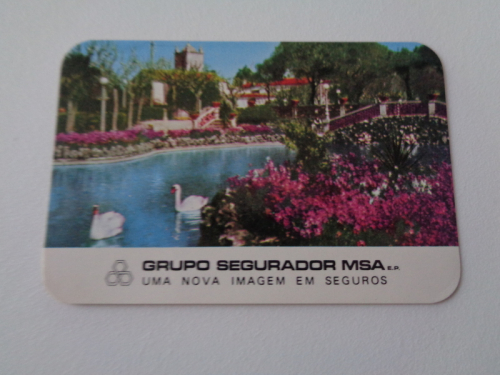 GRUPO SEGURADOR MSA E.P.
UMA NOVA IMAGEM EM SEGUROS